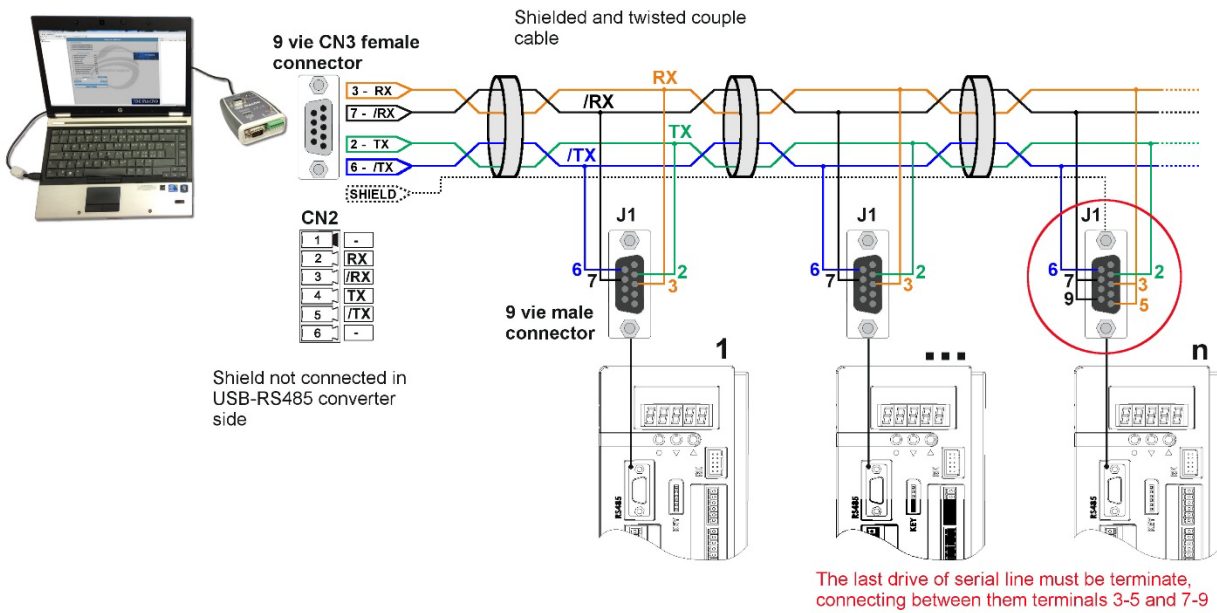 Shielded and twisted couple
cable
9 vie CN3 female
connector
3 - RX
7 - /RX
2 - TX
6 - /TX
SHIELD
RX
/RX
TX
/TX
CN2
1 -
2 RX
3 /RX
4 TX
5 /TX
6 -
J1
6
7
2
3
J1
6
7
2
3
J1
6
7
9
2
3
5
9 vie male
connector
1
...
n
Shield not connected in
USB-RS485 converter
side
RS485
KEY
RS485
KEY
RS485
KEY
The last drive of serial line must be terminate,
connecting between them terminals 3-5 and 7-9